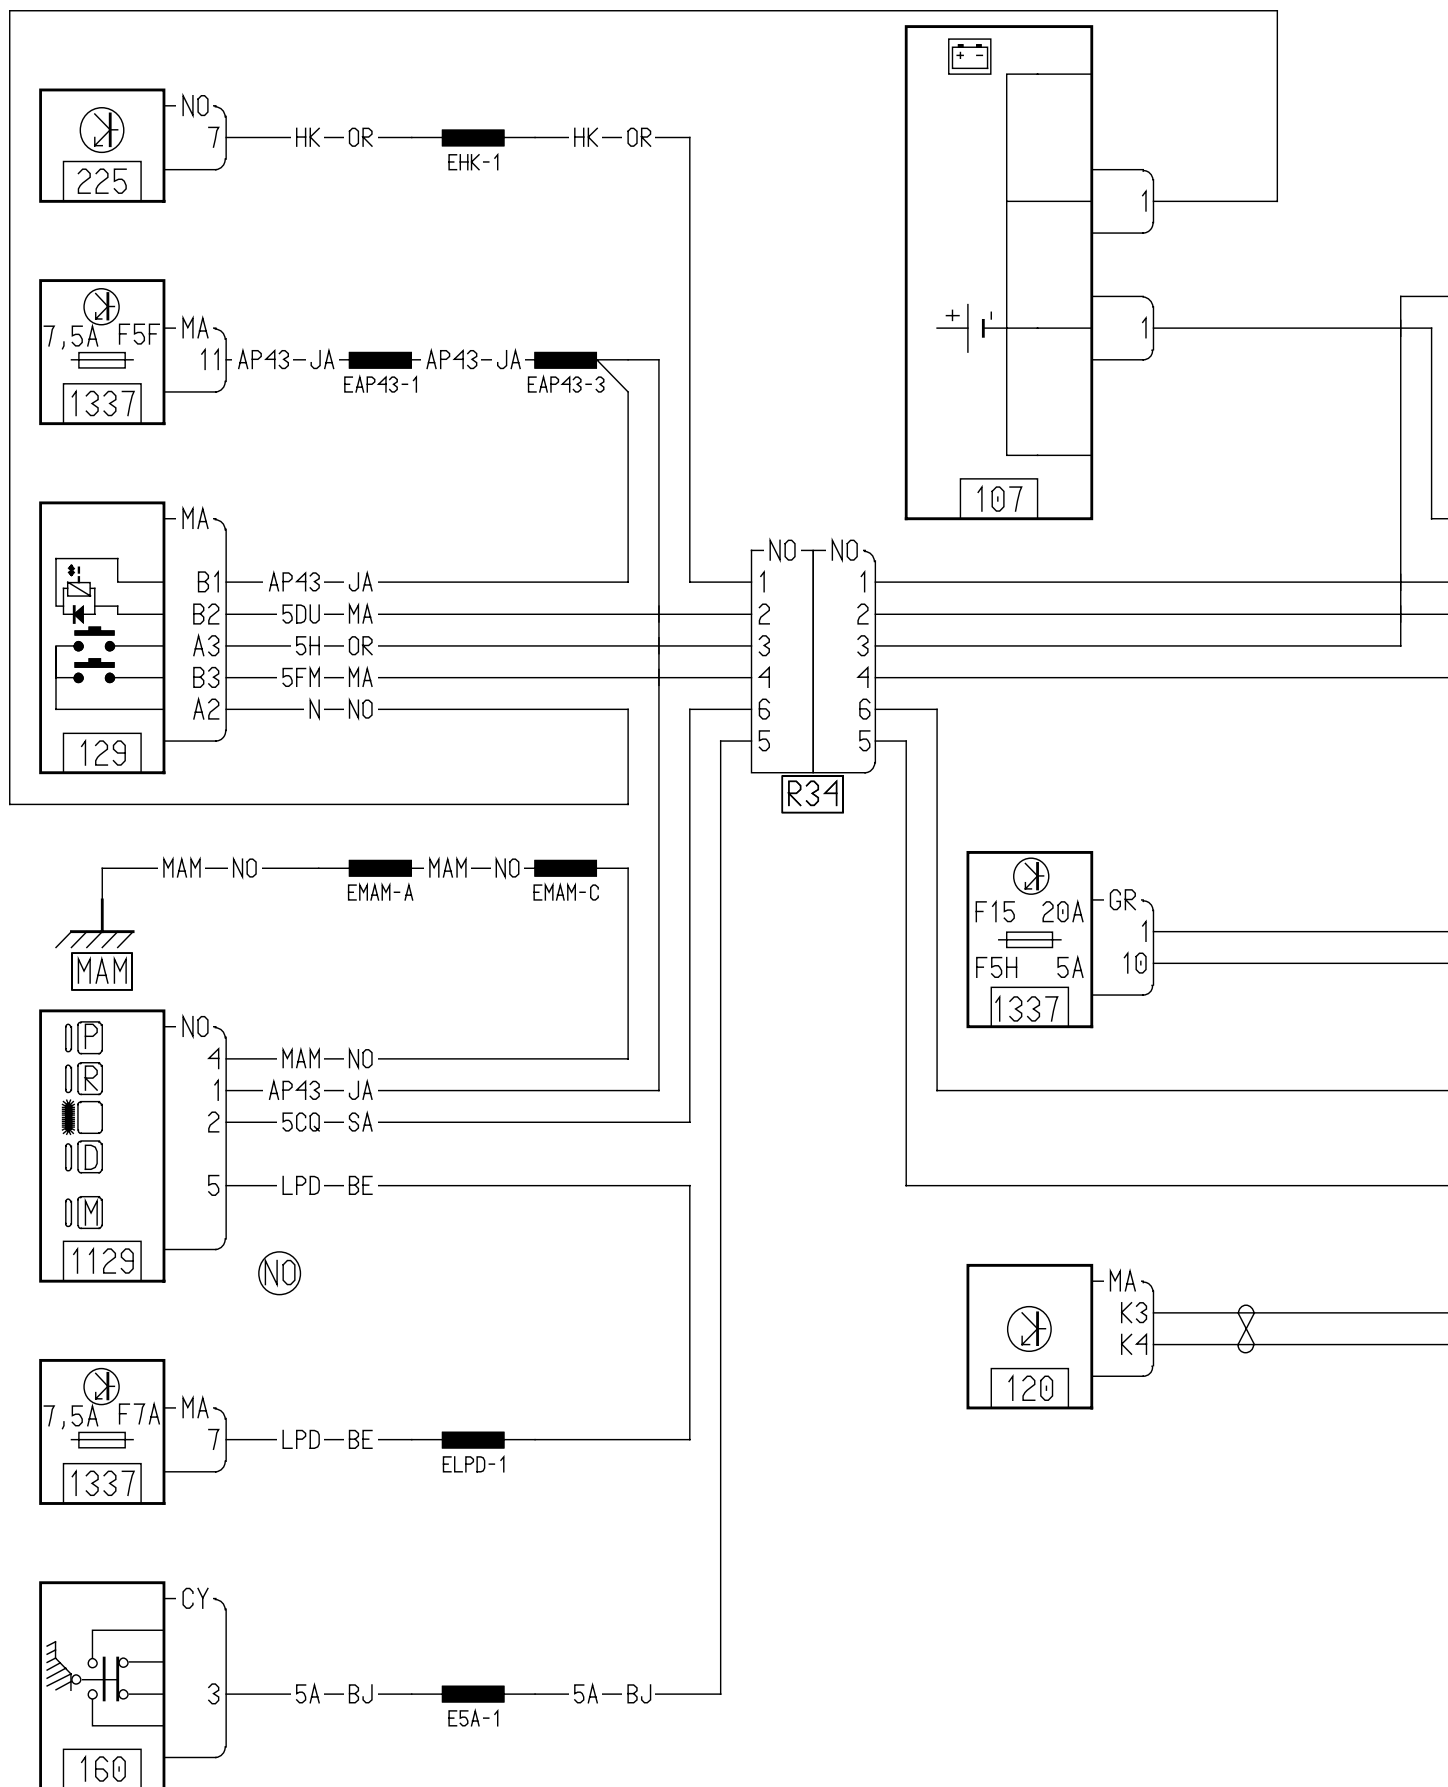 NO
7 HK OR HK OR
EHK-1
225
7,5A F5F MA
11 AP43 JA AP43 JA
EAP43-1 EAP43-3
1337
+ -
1
+ -
1
107
MA
B1 AP43 JA
B2 5DU MA
A3 5H OR
B3 5FM MA
A2 N NO
129
NO NO
1 1
2 2
3 3
4 4
6 6
5 5
R34
MAM NO MAM NO
EMAM-A EMAM-C
MAM
F15 20A GR
1
F5H 5A 10
1337
P NO
4 MAM NO
R 1 AP43 JA
2 5CQ SA
D
5 LPD BE
M
1129
NO
MA
K3
K4
120
7,5A F7A MA
7 LPD BE
ELPD-1
1337
CY
3 5A BJ 5A BJ
E5A-1
160